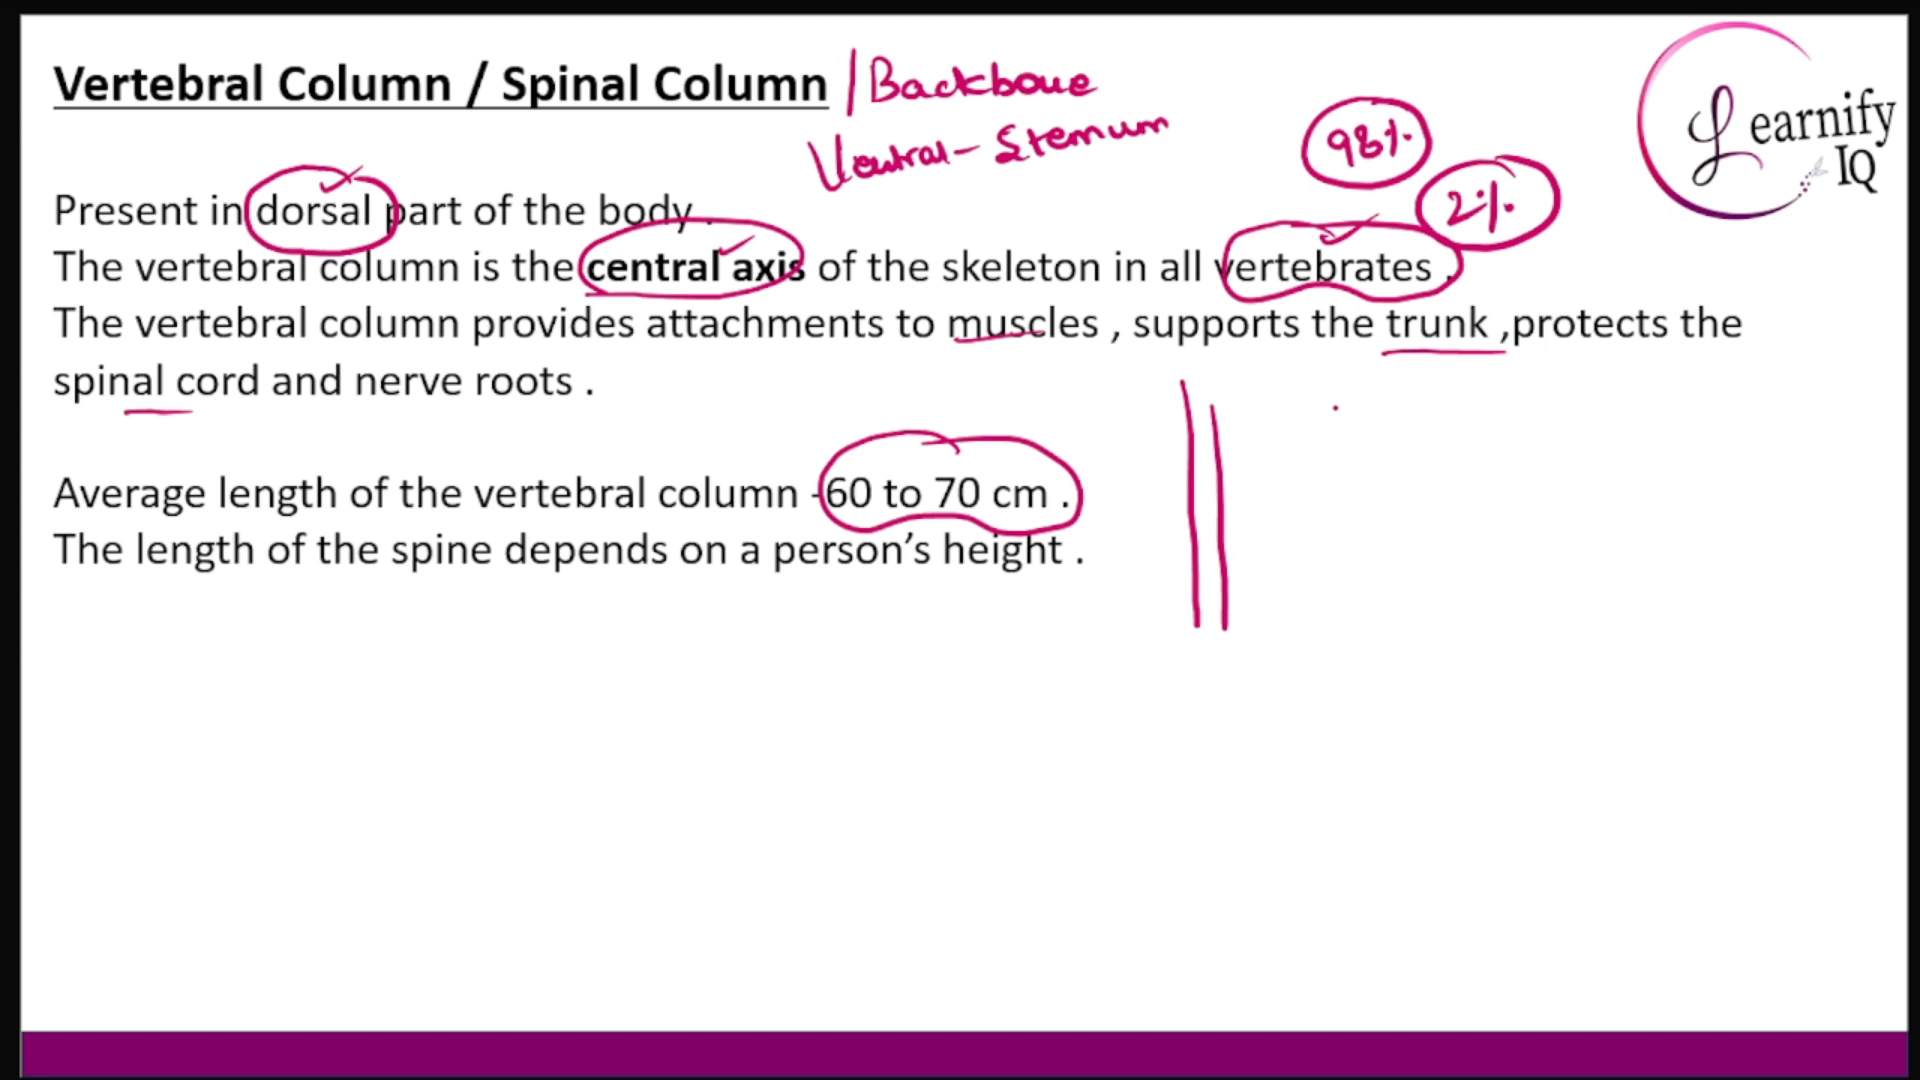 Vertebral Column / Spinal Column / Backbone
Ventral - Sternum
98%.
2%.
Learnify
IQ
Present in dorsal part of the body .
The vertebral column is the central axis of the skeleton in all vertebrates .
The vertebral column provides attachments to muscles , supports the trunk ,protects the
spinal cord and nerve roots .
Average length of the vertebral column -60 to 70 cm .
The length of the spine depends on a person’s height .